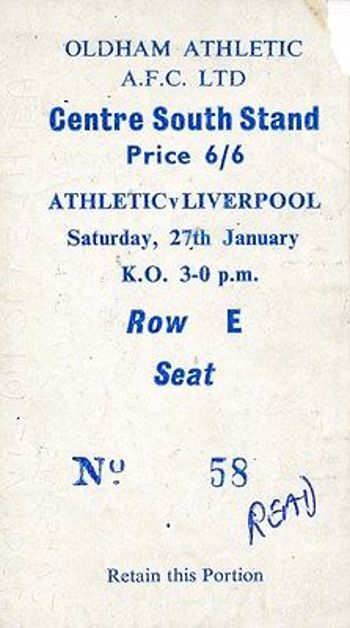 OLDHAM ATHLETIC
A.F.C. LTD
Centre South Stand
Price 6/6
ATHLETIC v LIVERPOOL
Saturday, 27th January
K.O. 3-0 p.m.
Row E
Seat
No 58
READ
Retain this Portion